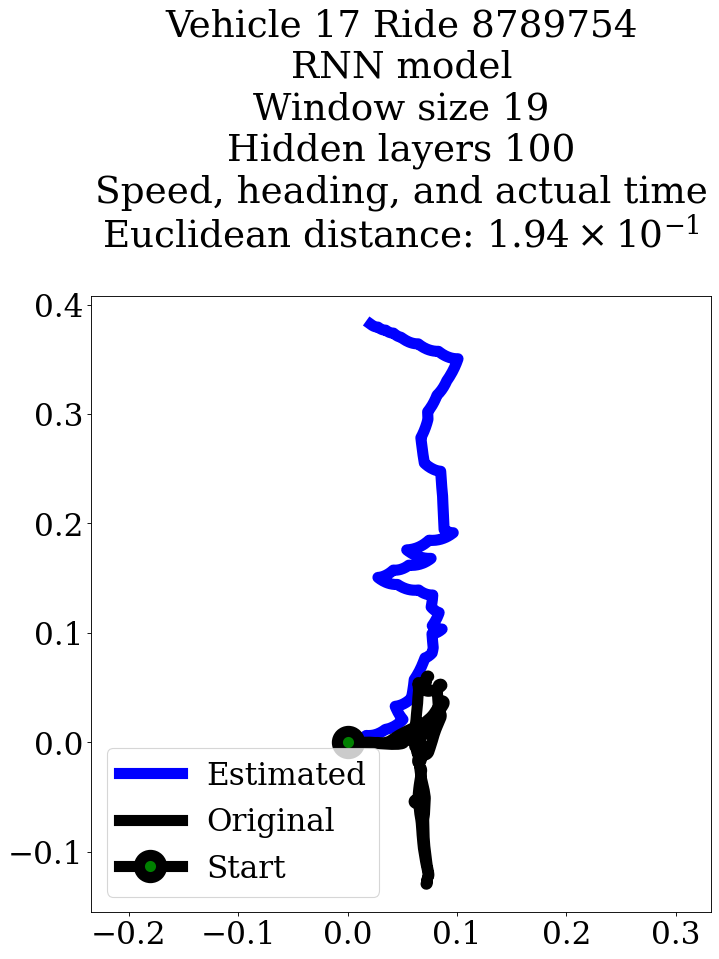 Vehicle 17 Ride 8789754
RNN model
Window size 19
Hidden layers 100
Speed, heading, and actual time
Euclidean distance: 1.94 × 10⁻¹
0.4
0.3
0.2
0.1
0.0
−0.1
Estimated
Original
Start
−0.2 −0.1 0.0 0.1 0.2 0.3